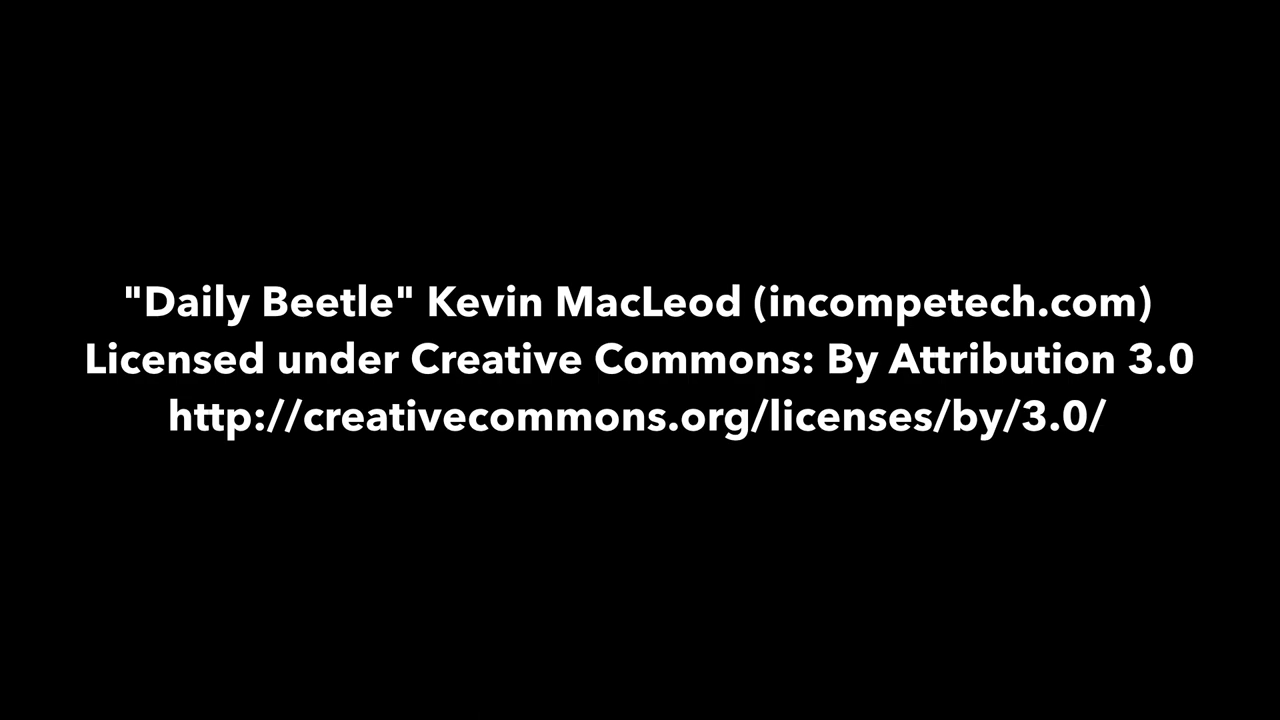 "Daily Beetle" Kevin MacLeod (incompetech.com)
Licensed under Creative Commons: By Attribution 3.0
http://creativecommons.org/licenses/by/3.0/